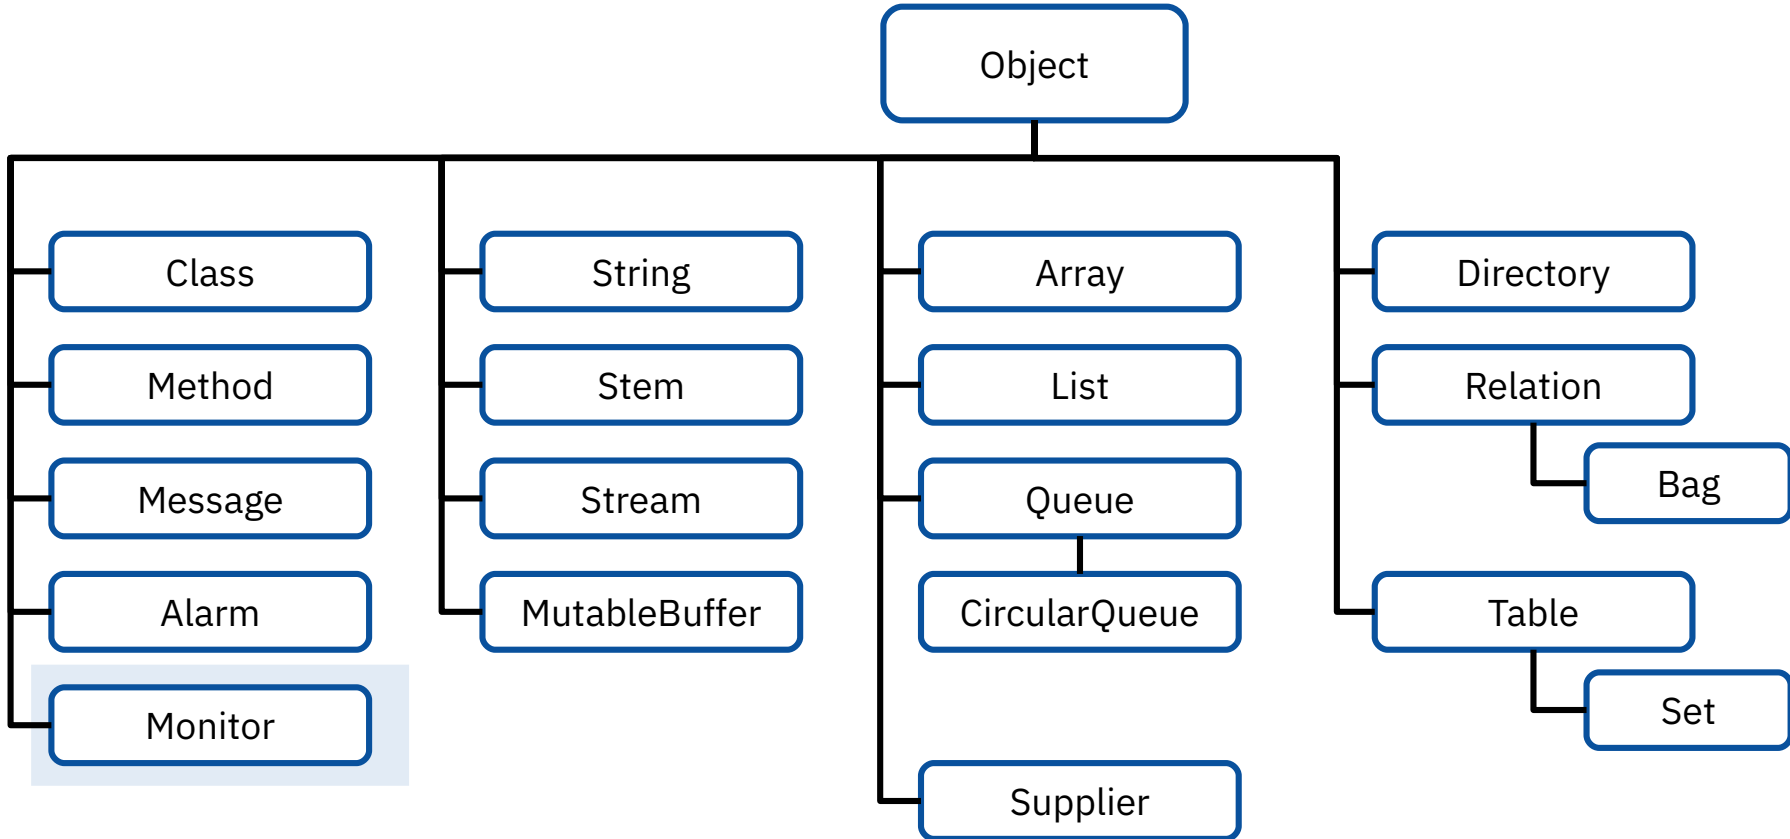 Object
Class
Method
Message
Alarm
Monitor
String
Stem
Stream
MutableBuffer
Array
List
Queue
CircularQueue
Supplier
Directory
Relation
Bag
Table
Set